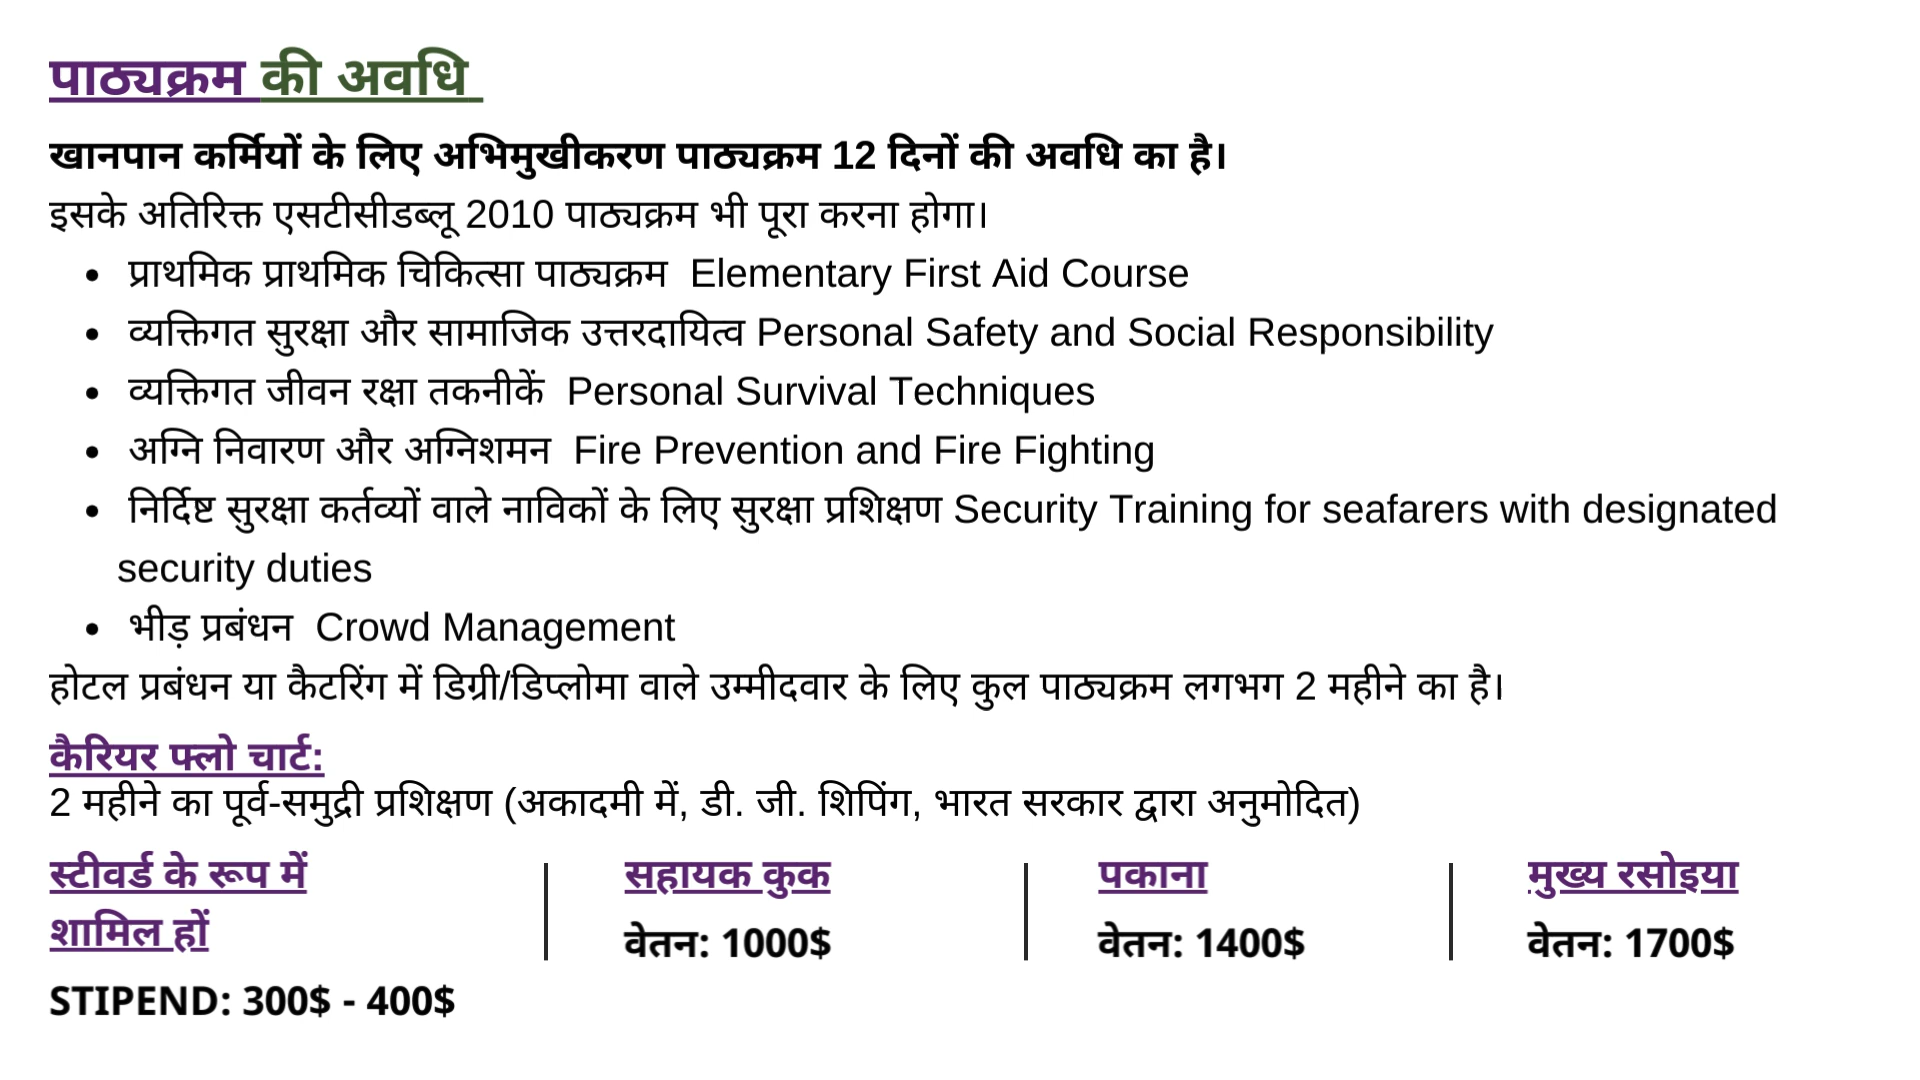 पाठ्यक्रम की अवधि
खानपान कर्मियों के लिए अभिमुखीकरण पाठ्यक्रम 12 दिनों की अवधि का है।
इसके अतिरिक्त एसटीसीडब्लू 2010 पाठ्यक्रम भी पूरा करना होगा।
• प्राथमिक प्राथमिक चिकित्सा पाठ्यक्रम  Elementary First Aid Course
• व्यक्तिगत सुरक्षा और सामाजिक उत्तरदायित्व Personal Safety and Social Responsibility
• व्यक्तिगत जीवन रक्षा तकनीकें  Personal Survival Techniques
• अग्नि निवारण और अग्निशमन  Fire Prevention and Fire Fighting
• निर्दिष्ट सुरक्षा कर्तव्यों वाले नाविकों के लिए सुरक्षा प्रशिक्षण Security Training for seafarers with designated
security duties
• भीड़ प्रबंधन  Crowd Management
होटल प्रबंधन या कैटरिंग में डिग्री/डिप्लोमा वाले उम्मीदवार के लिए कुल पाठ्यक्रम लगभग 2 महीने का है।
कैरियर फ्लो चार्ट:
2 महीने का पूर्व-समुद्री प्रशिक्षण (अकादमी में, डी. जी. शिपिंग, भारत सरकार द्वारा अनुमोदित)
स्टीवर्ड के रूप में
शामिल हों
STIPEND: 300$ - 400$
सहायक कुक
वेतन: 1000$
पकाना
वेतन: 1400$
मुख्य रसोइया
वेतन: 1700$